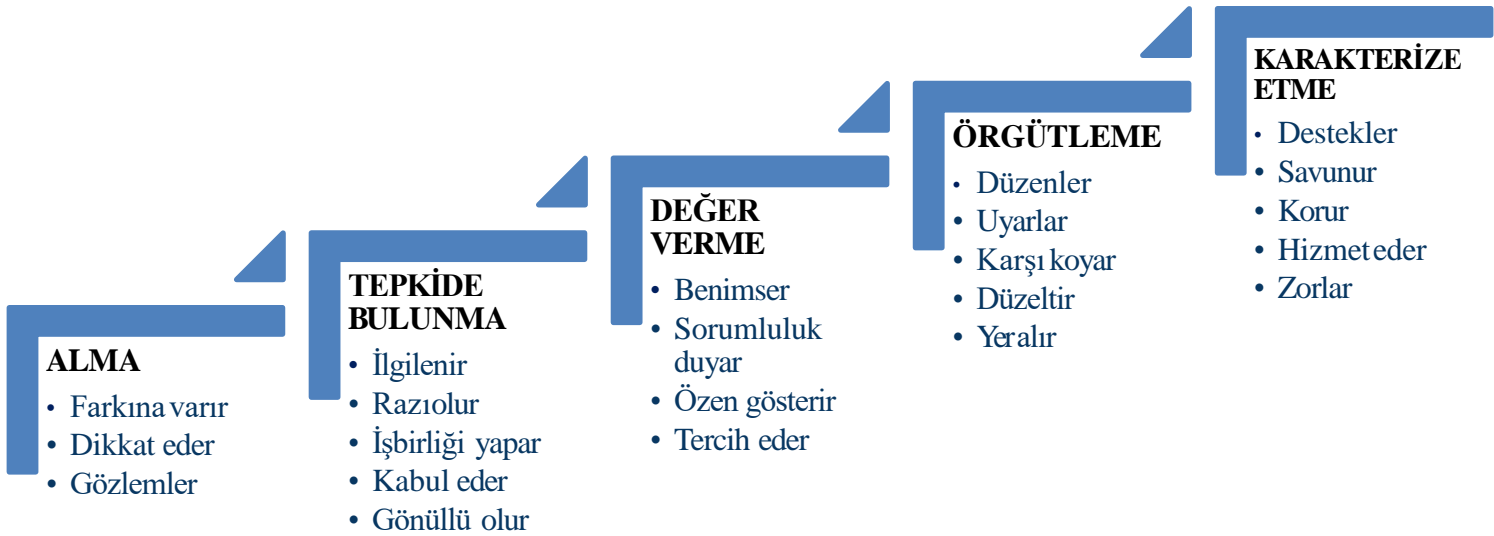 ALMA
• Farkına varır
• Dikkat eder
• Gözlemler
TEPKİDE
BULUNMA
• İlgilenir
• Razıolur
• İşbirliği yapar
• Kabul eder
• Gönüllü olur
DEĞER
VERME
• Benimser
• Sorumluluk
duyar
• Özen gösterir
• Tercih eder
ÖRGÜTLEME
• Düzenler
• Uyarlar
• Karşı koyar
• Düzeltir
• Yeralır
KARAKTERİZE
ETME
• Destekler
• Savunur
• Korur
• Hizmeteder
• Zorlar